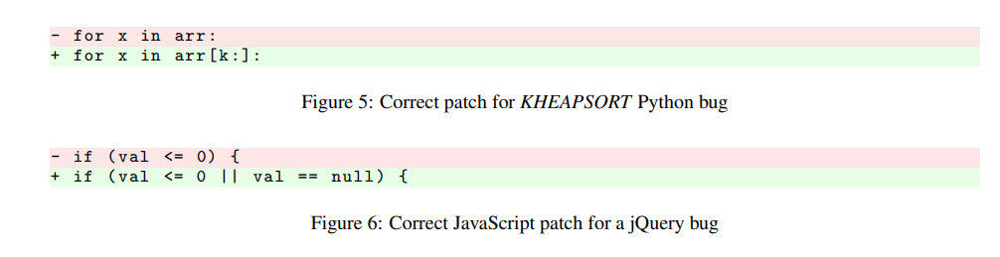 - for x in arr:
+ for x in arr[k:]:
Figure 5: Correct patch for KHEAPSORT Python bug
- if (val <= 0) {
+ if (val <= 0 || val == null) {
Figure 6: Correct JavaScript patch for a jQuery bug